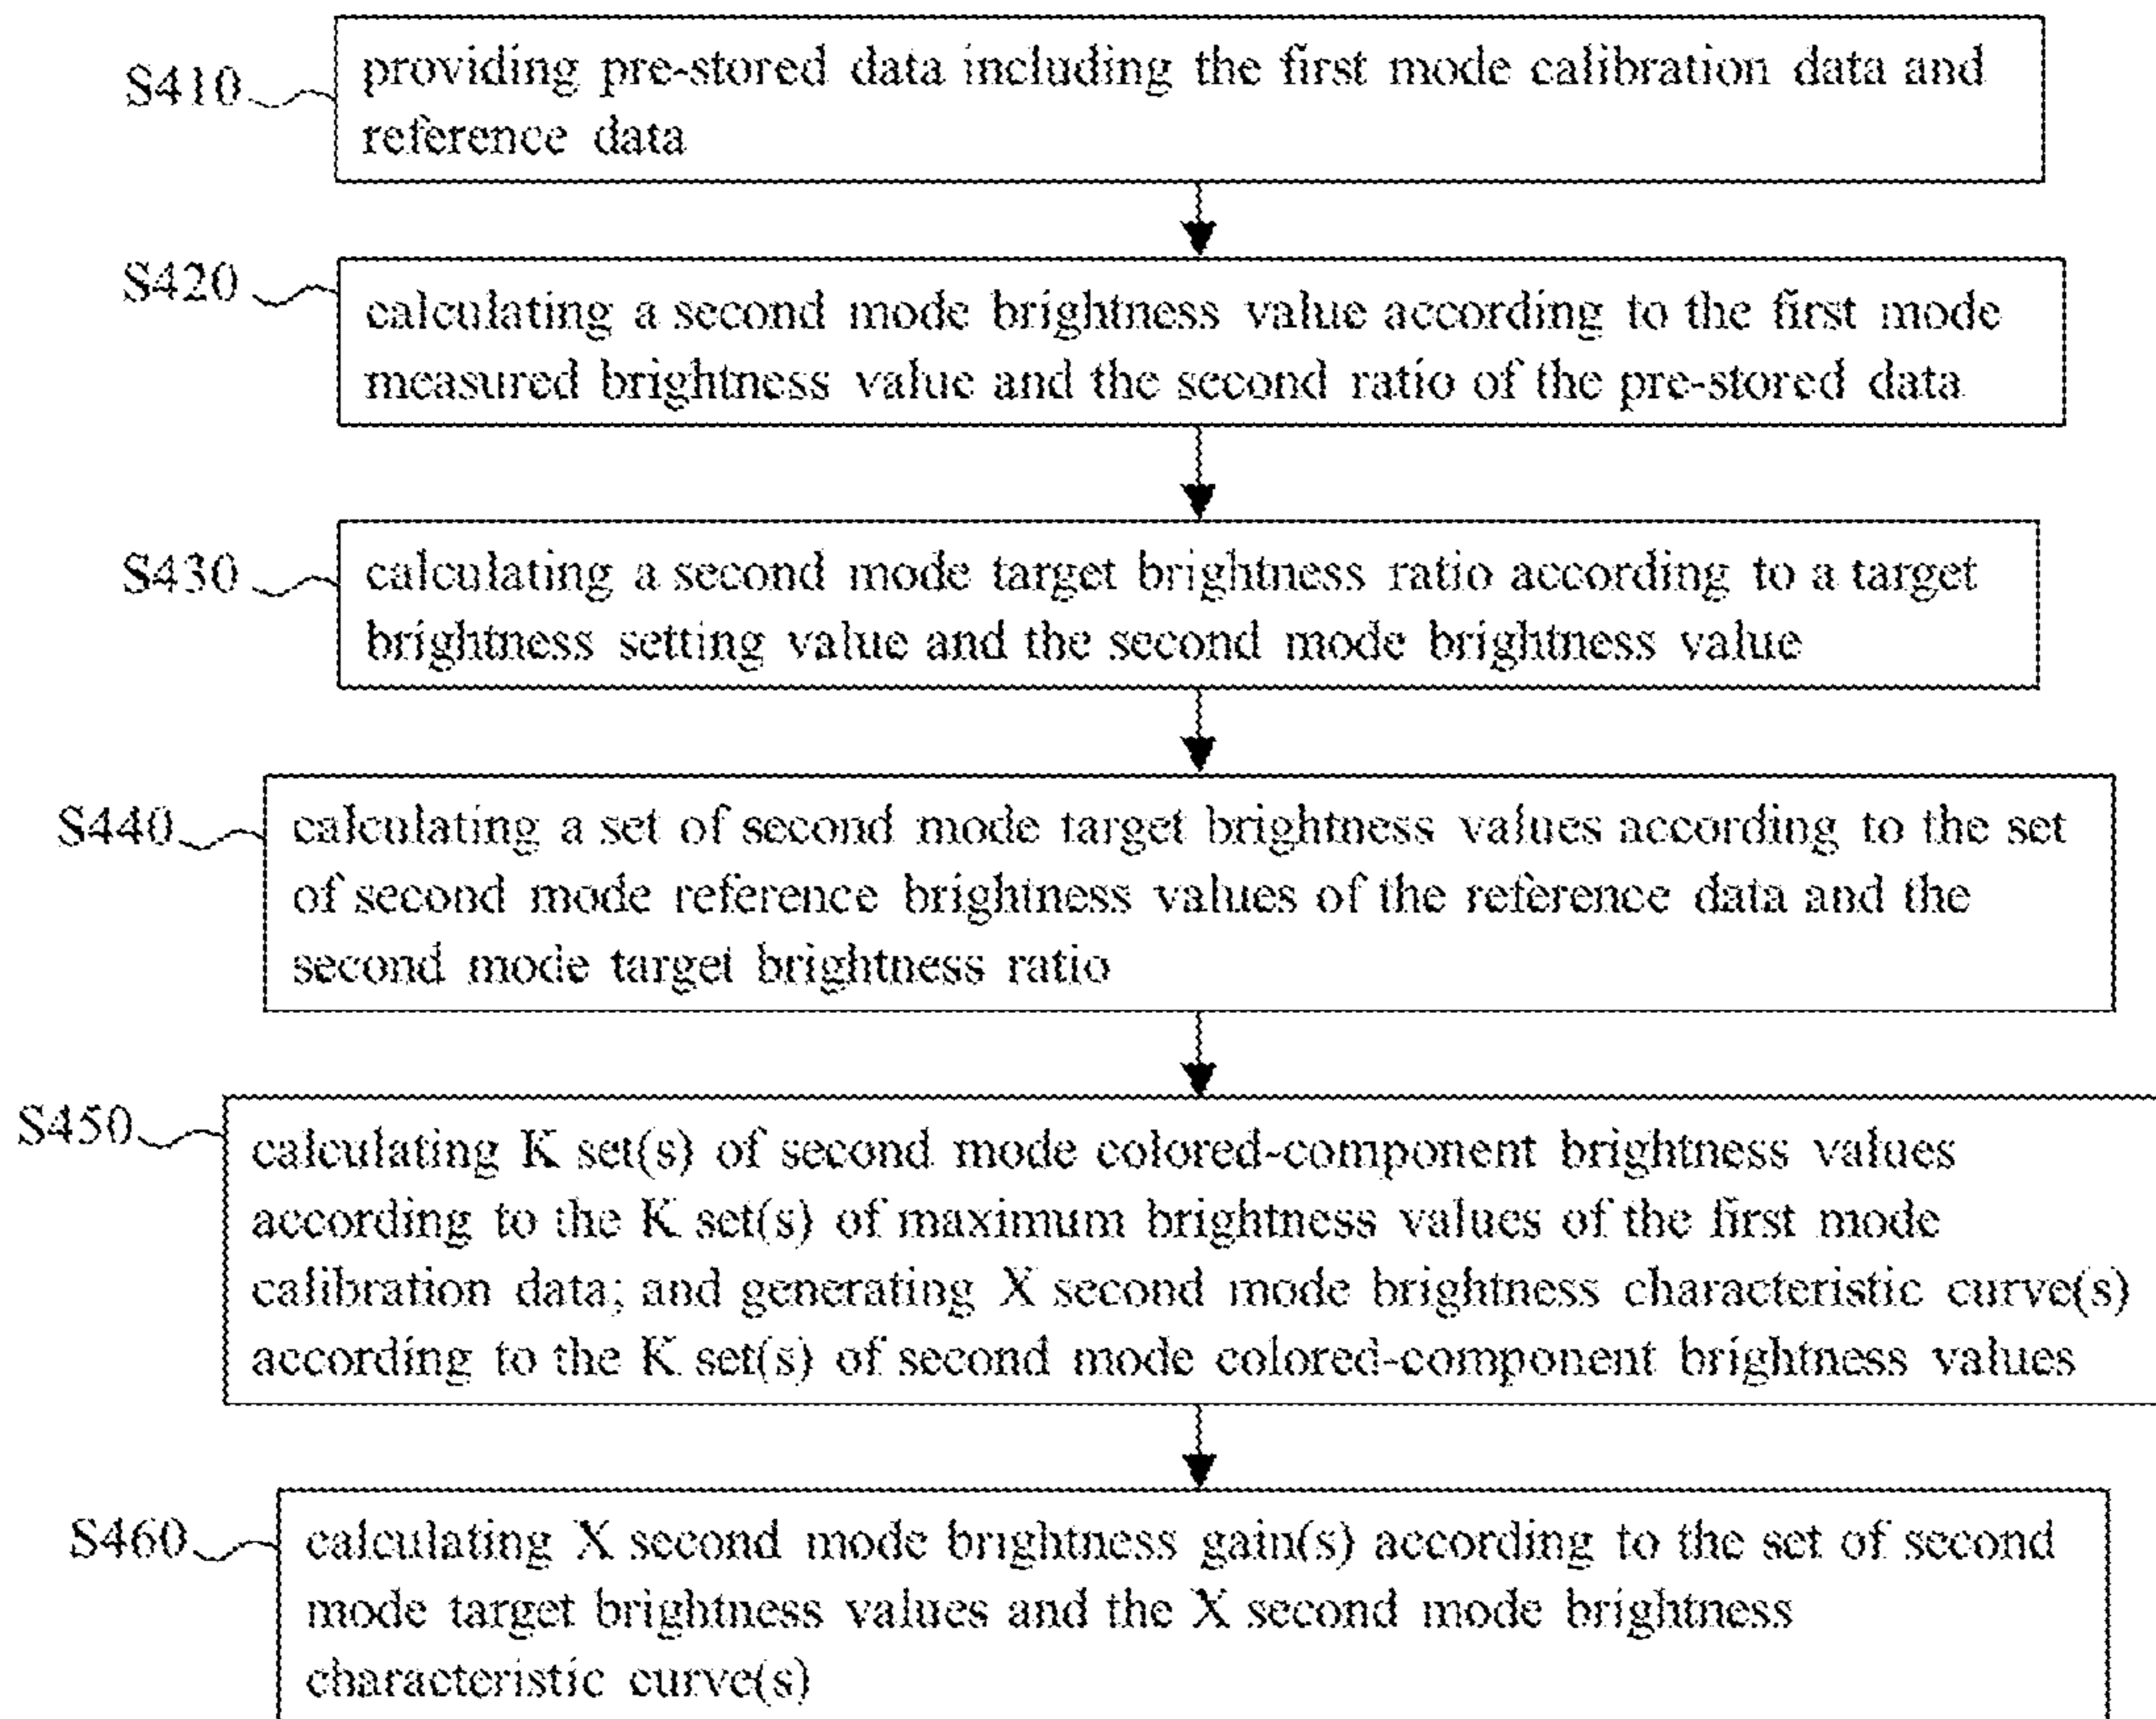 S410
providing pre-stored data including the first mode calibration data and
reference data
S420
calculating a second mode brightness value according to the first mode
measured brightness value and the second ratio of the pre-stored data
S430
calculating a second mode target brightness ratio according to a target
brightness setting value and the second mode brightness value
S440
calculating a set of second mode target brightness values according to the set
of second mode reference brightness values of the reference data and the
second mode target brightness ratio
S450
calculating K set(s) of second mode colored-component brightness values
according to the K set(s) of maximum brightness values of the first mode
calibration data; and generating X second mode brightness characteristic curve(s)
according to the K set(s) of second mode colored-component brightness values
S460
calculating X second mode brightness gain(s) according to the set of second
mode target brightness values and the X second mode brightness
characteristic curve(s)